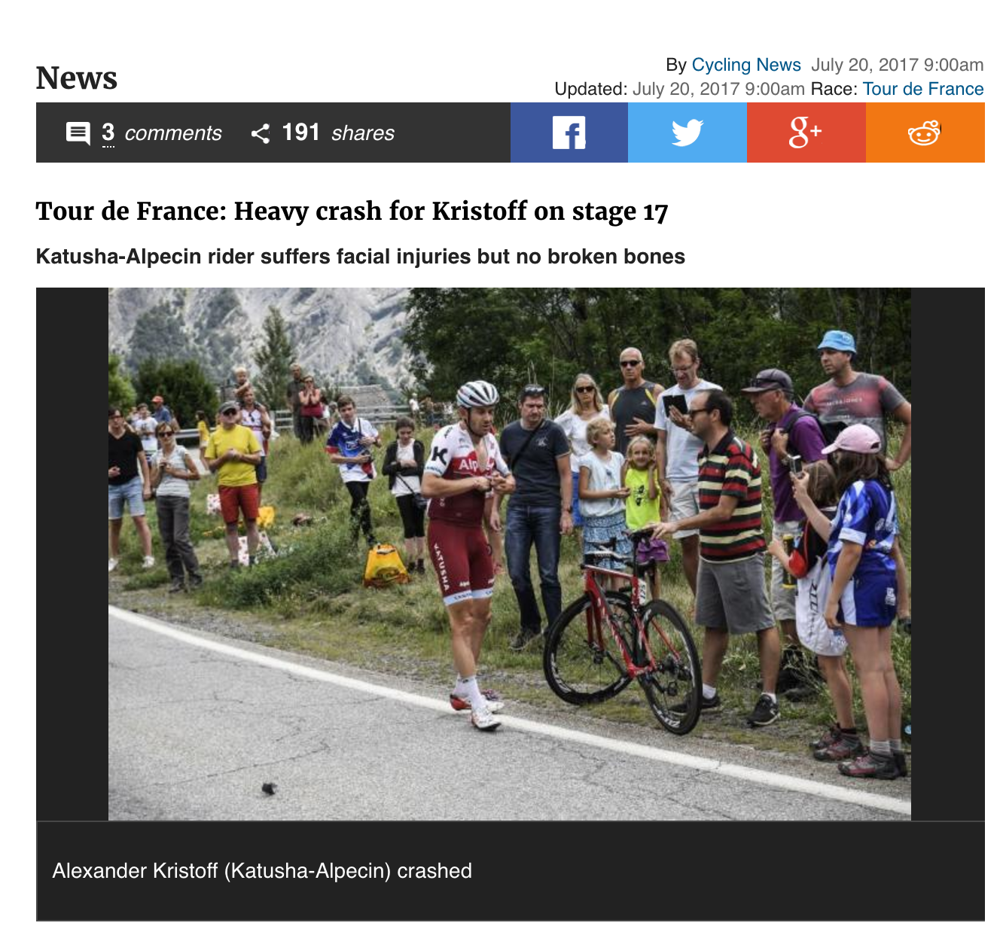 News
By Cycling News July 20, 2017 9:00am
Updated: July 20, 2017 9:00am Race: Tour de France
3 comments 191 shares
f
g+
Tour de France: Heavy crash for Kristoff on stage 17
Katusha-Alpecin rider suffers facial injuries but no broken bones
K
Alp
KATUSHA
Alexander Kristoff (Katusha-Alpecin) crashed